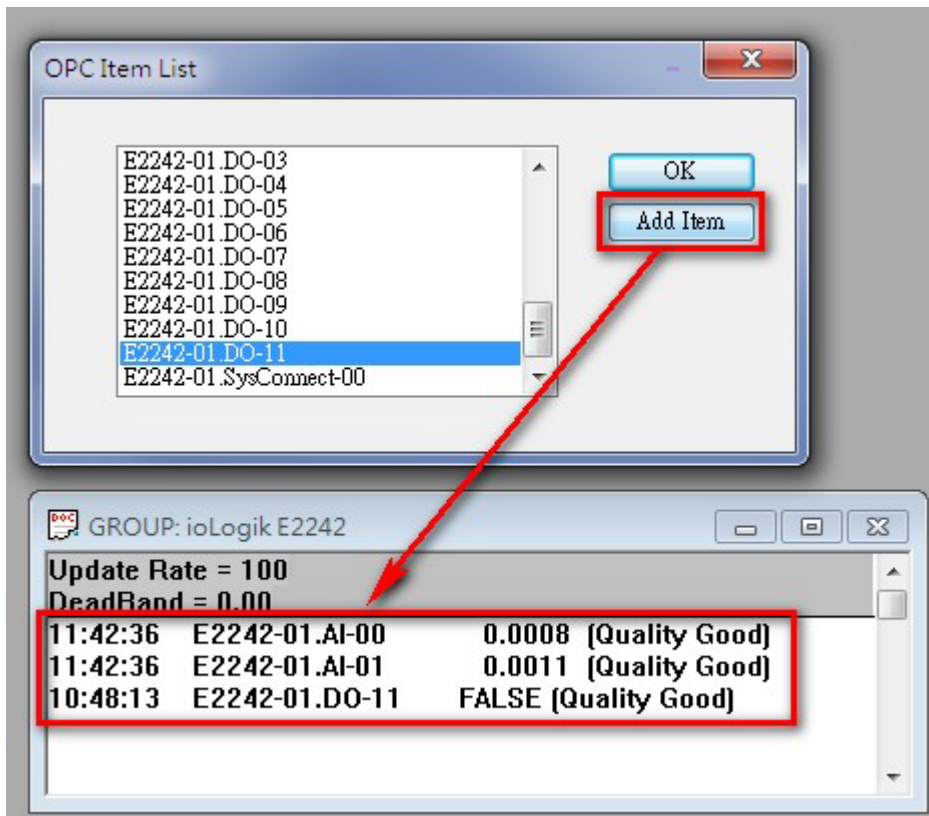 OPC Item List
E2242-01.DO-03
E2242-01.DO-04
E2242-01.DO-05
E2242-01.DO-06
E2242-01.DO-07
E2242-01.DO-08
E2242-01.DO-09
E2242-01.DO-10
E2242-01.DO-11
E2242-01.SysConnect-00
OK
Add Item
GROUP: ioLogik E2242
Update Rate = 100
DeadBand = 0.00
11:42:36 E2242-01.AI-00 0.0008 (Quality Good)
11:42:36 E2242-01.AI-01 0.0011 (Quality Good)
10:48:13 E2242-01.DO-11 FALSE (Quality Good)